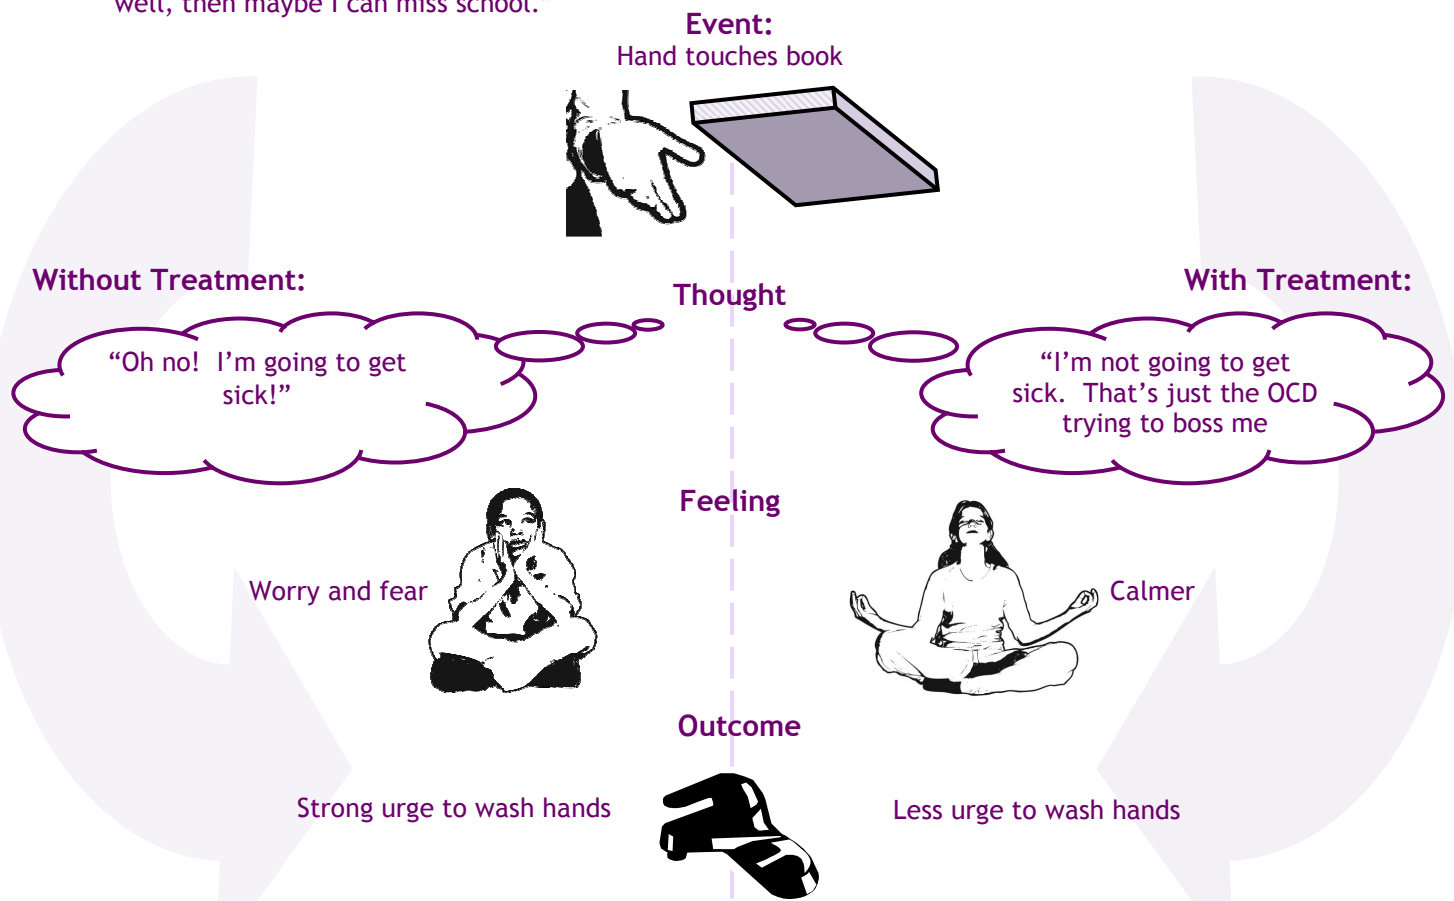 well, then maybe I can miss school.”
Event:
Hand touches book
Without Treatment:
With Treatment:
Thought
“Oh no!  I’m going to get
sick!”
“I’m not going to get
sick.  That’s just the OCD
trying to boss me
Feeling
Worry and fear
Calmer
Outcome
Strong urge to wash hands
Less urge to wash hands